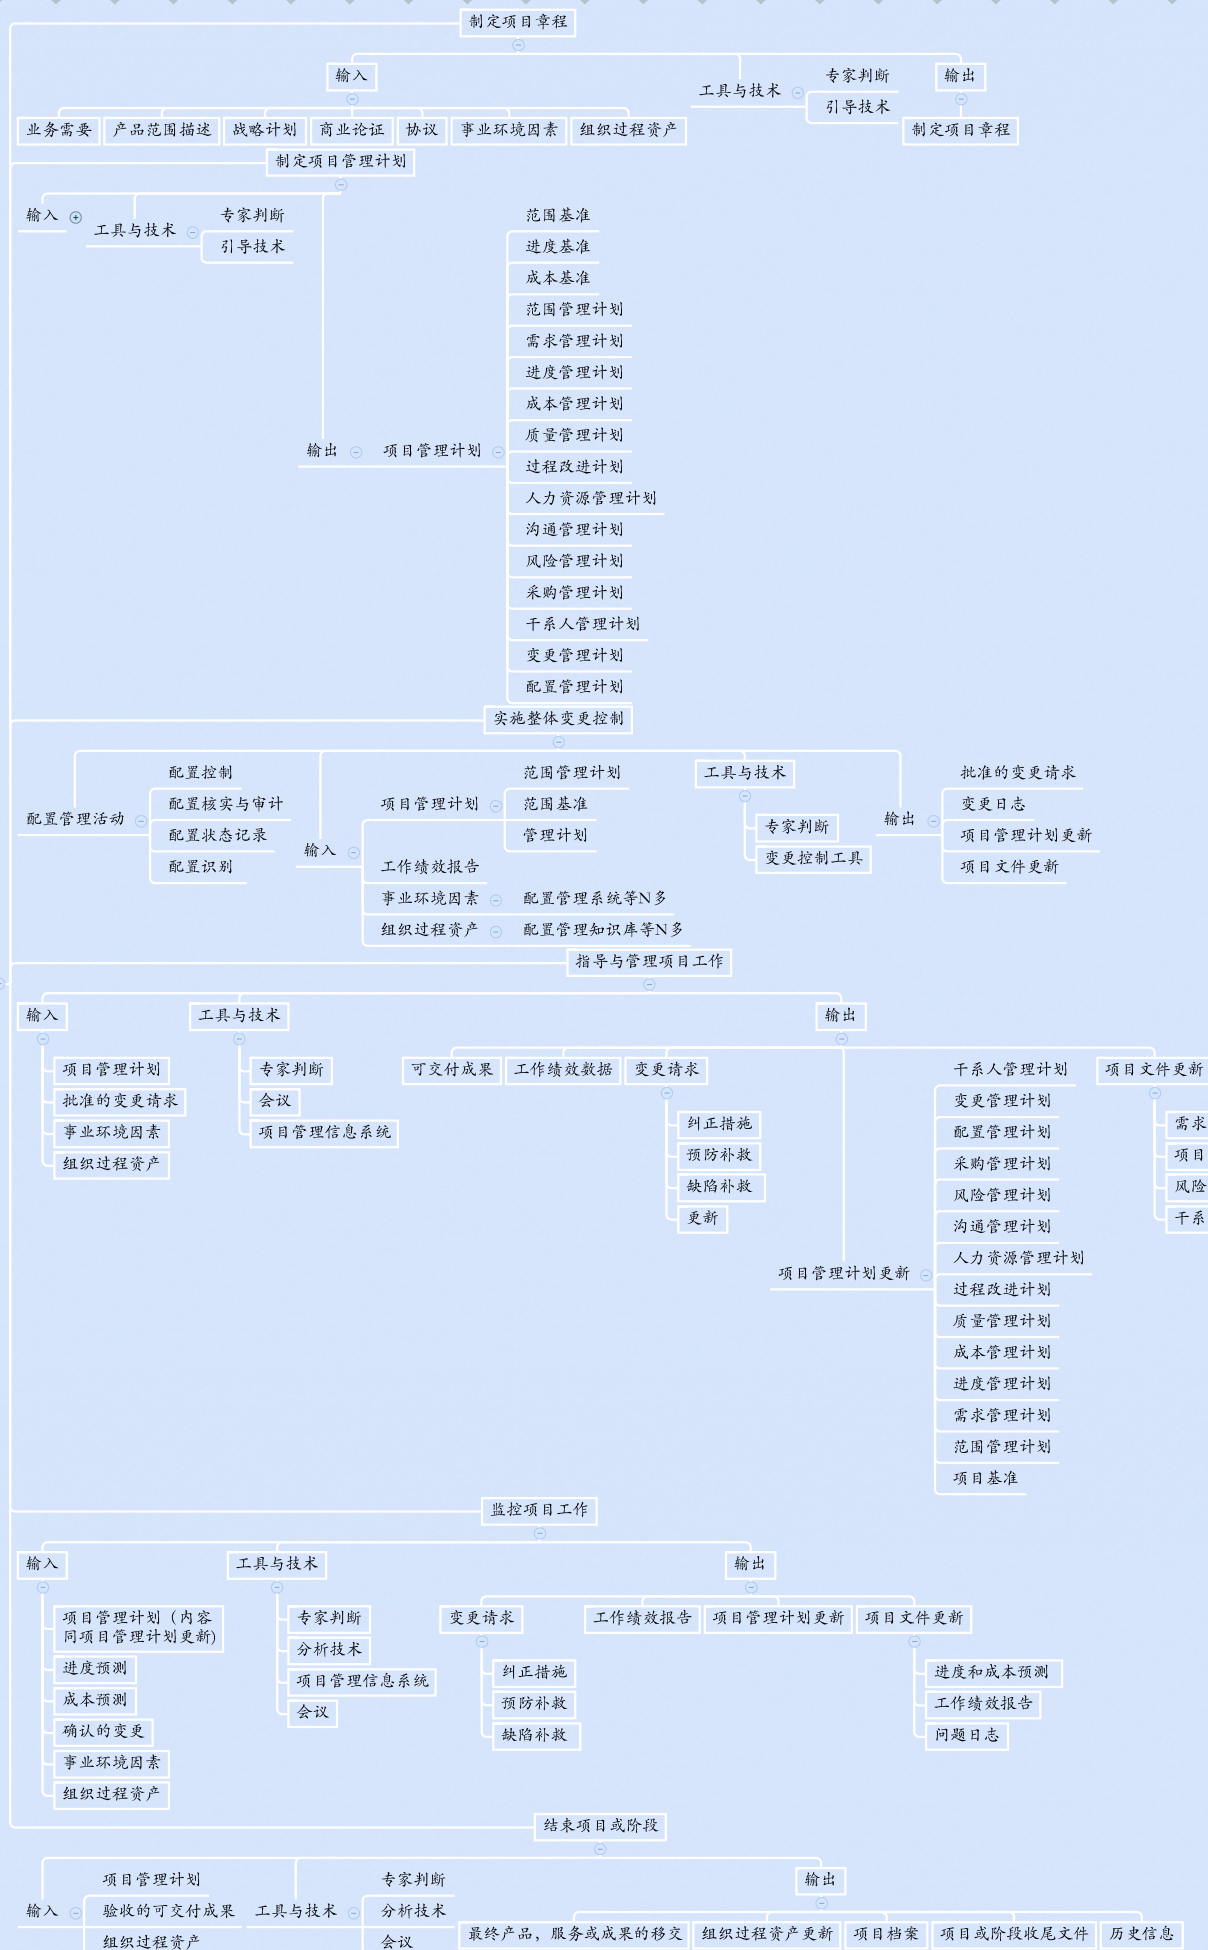 制定项目章程
输入
业务需要
产品范围描述
战略计划
商业论证
协议
事业环境因素
组织过程资产
工具与技术
专家判断
引导技术
输出
制定项目章程
制定项目管理计划
输入
工具与技术
专家判断
引导技术
输出
项目管理计划
范围基准
进度基准
成本基准
范围管理计划
需求管理计划
进度管理计划
成本管理计划
质量管理计划
过程改进计划
人力资源管理计划
沟通管理计划
风险管理计划
采购管理计划
干系人管理计划
变更管理计划
配置管理计划
实施整体变更控制
配置管理活动
配置控制
配置核实与审计
配置状态记录
配置识别
输入
项目管理计划
范围管理计划
范围基准
管理计划
工作绩效报告
事业环境因素
配置管理系统等N多
组织过程资产
配置管理知识库等N多
工具与技术
专家判断
变更控制工具
输出
批准的变更请求
变更日志
项目管理计划更新
项目文件更新
指导与管理项目工作
输入
项目管理计划
批准的变更请求
事业环境因素
组织过程资产
工具与技术
专家判断
会议
项目管理信息系统
输出
可交付成果
工作绩效数据
变更请求
纠正措施
预防补救
缺陷补救
更新
项目管理计划更新
干系人管理计划
变更管理计划
配置管理计划
采购管理计划
风险管理计划
沟通管理计划
人力资源管理计划
过程改进计划
质量管理计划
成本管理计划
进度管理计划
需求管理计划
范围管理计划
项目基准
项目文件更新
需求
项目
风险
干系
监控项目工作
输入
项目管理计划（内容
同项目管理计划更新)
进度预测
成本预测
确认的变更
事业环境因素
组织过程资产
工具与技术
专家判断
分析技术
项目管理信息系统
会议
输出
变更请求
纠正措施
预防补救
缺陷补救
工作绩效报告
项目管理计划更新
项目文件更新
进度和成本预测
工作绩效报告
问题日志
结束项目或阶段
输入
项目管理计划
验收的可交付成果
组织过程资产
工具与技术
专家判断
分析技术
会议
输出
最终产品，服务或成果的移交
组织过程资产更新
项目档案
项目或阶段收尾文件
历史信息